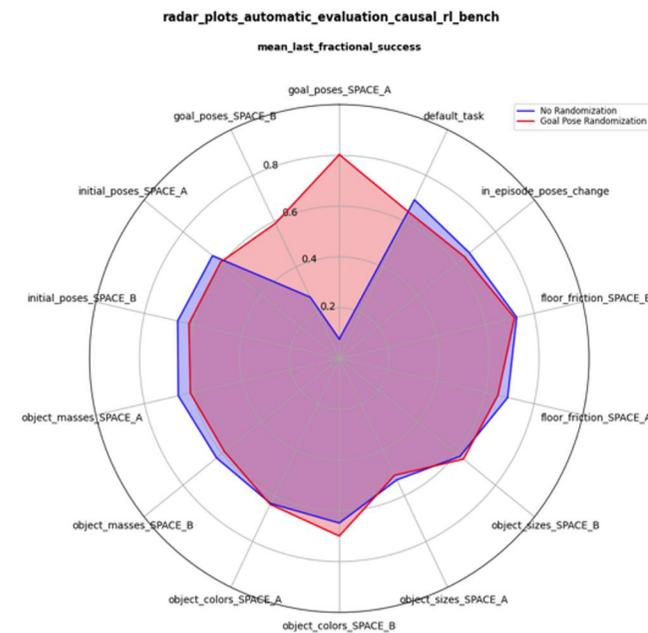 radar_plots_automatic_evaluation_causal_rl_bench
mean_last_fractional_success
goal_poses_SPACE_A
goal_poses_SPACE_B
default_task
No Randomization
Goal Pose Randomization
0.8
initial_poses_SPACE_A
in_episode_poses_change
0.6
0.4
initial_poses_SPACE_B
floor_friction_SPACE_B
0.2
object_masses_SPACE_A
floor_friction_SPACE_A
object_masses_SPACE_B
object_sizes_SPACE_B
object_colors_SPACE_A
object_sizes_SPACE_A
object_colors_SPACE_B